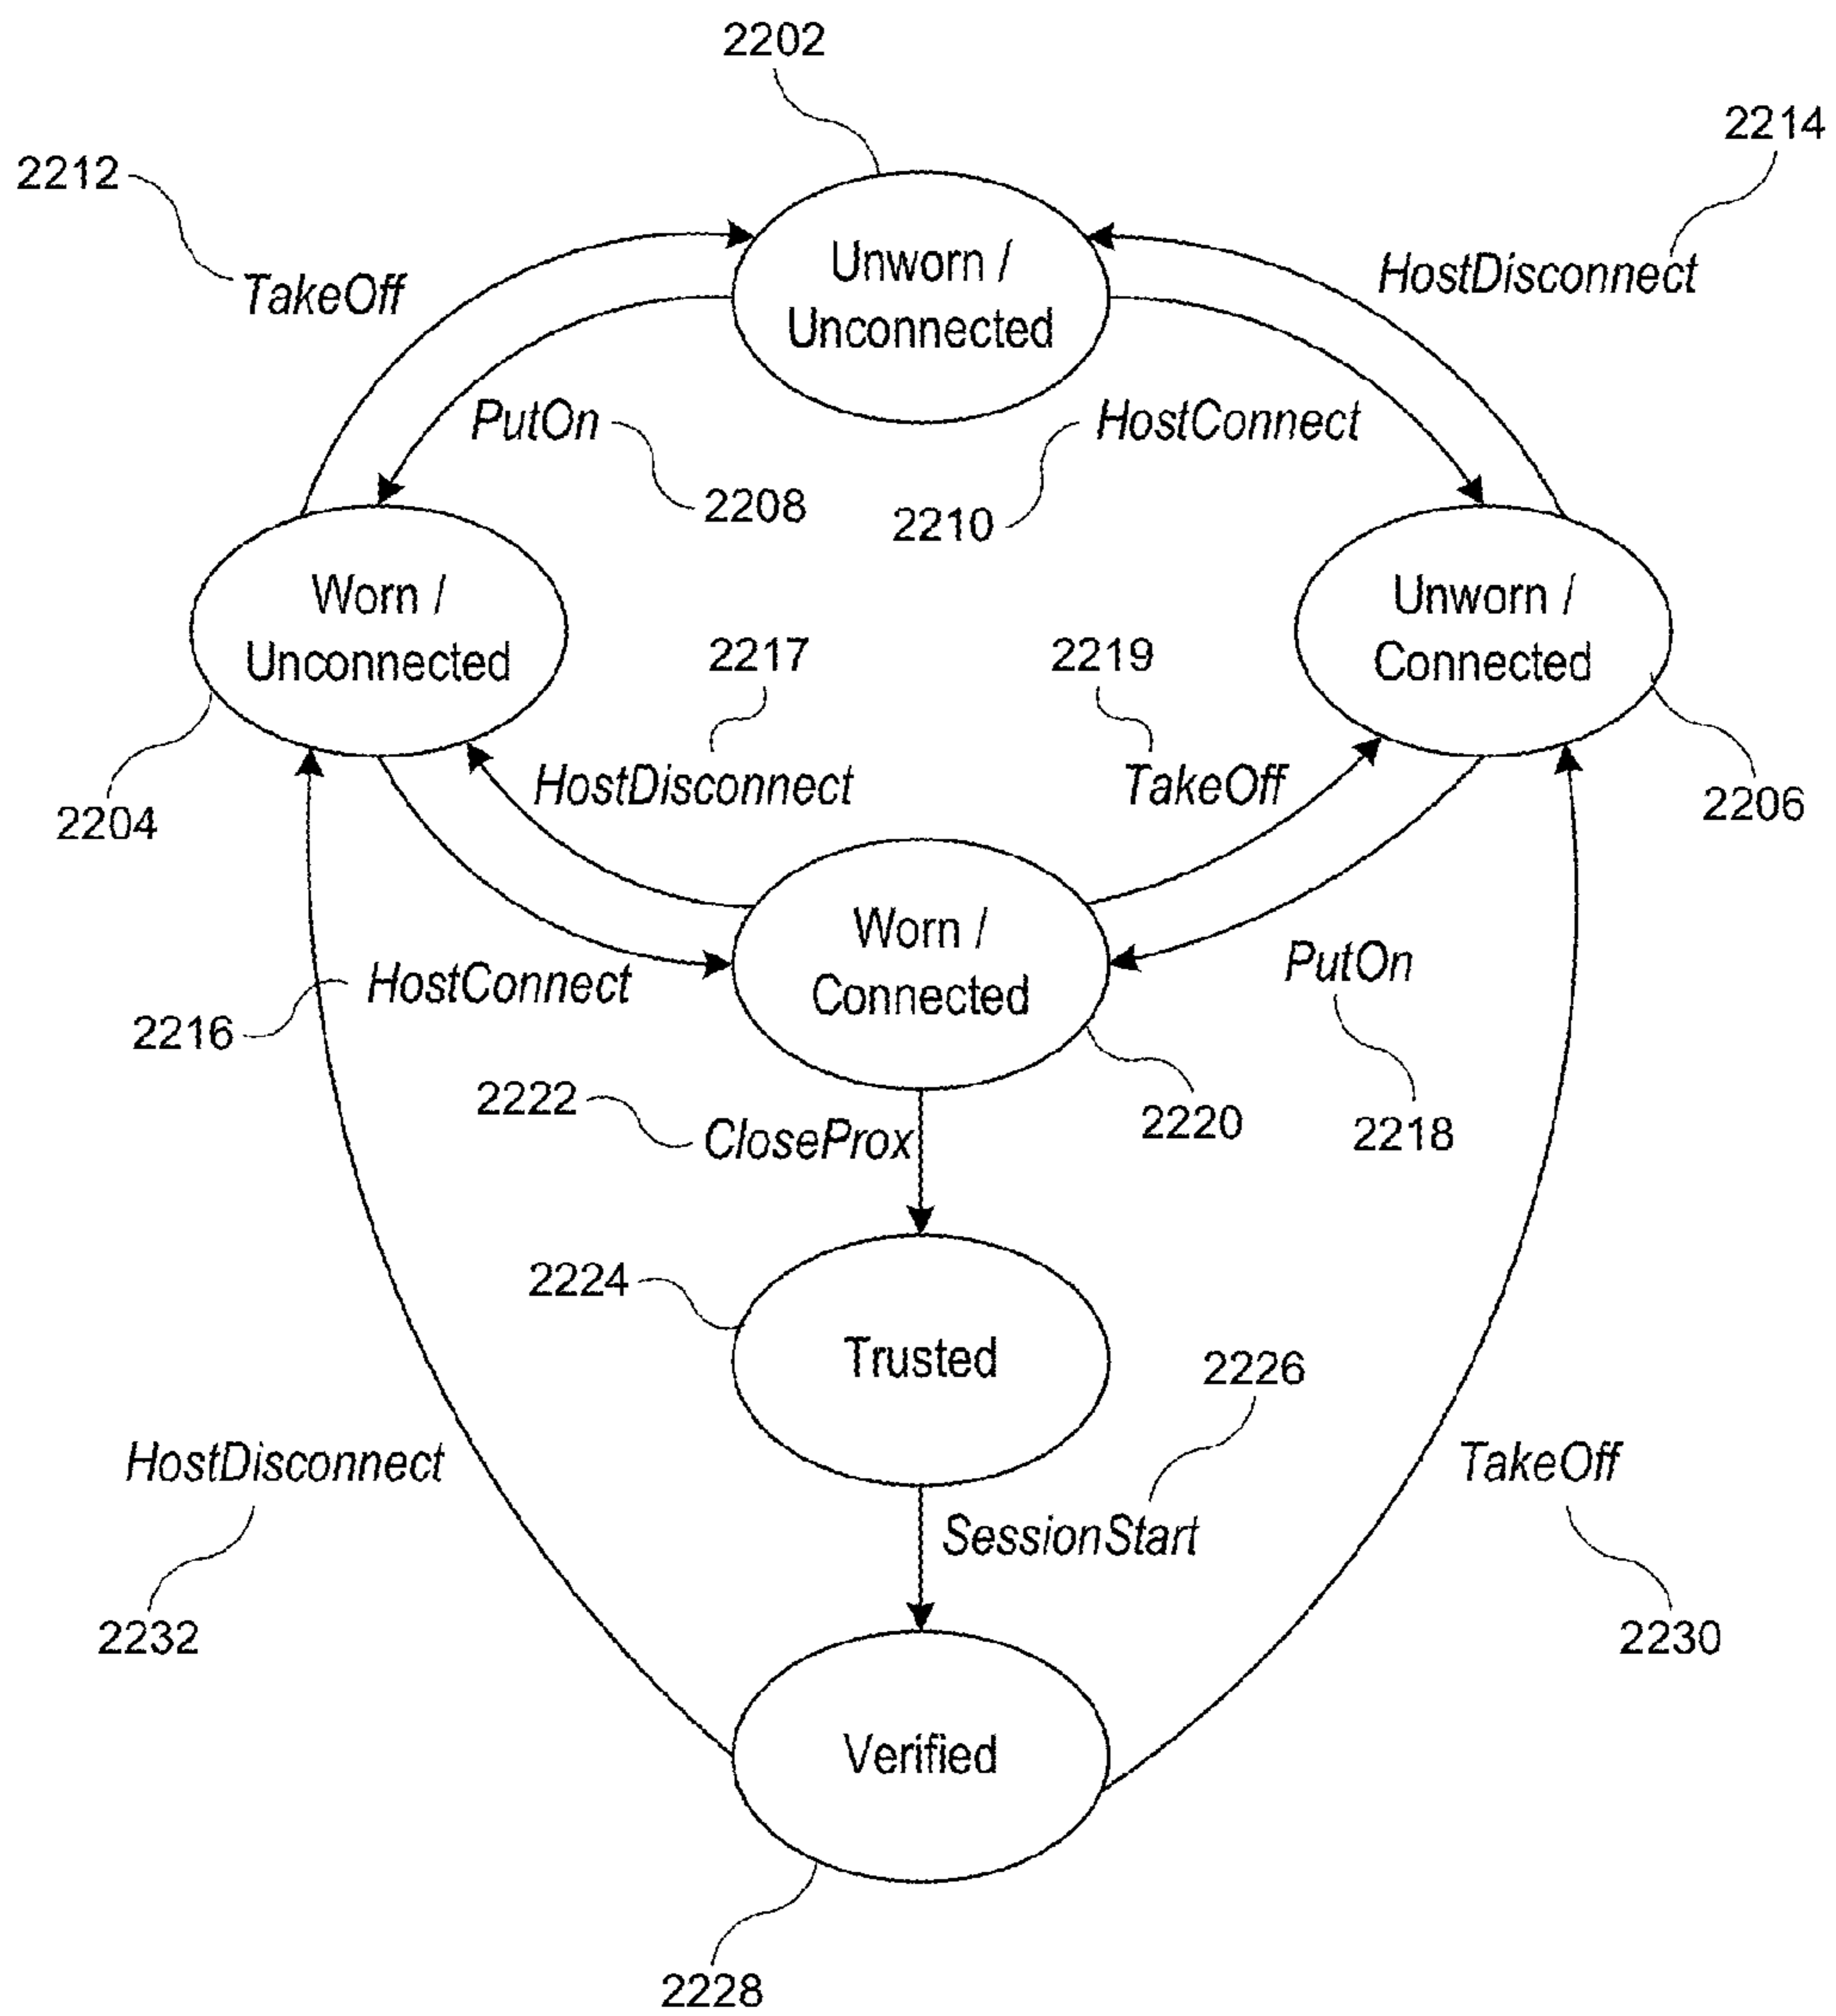 2202
2214
2212
Unworn /
Unconnected
HostDisconnect
TakeOff
PutOn
HostConnect
2208
2210
Worn /
Unconnected
Unworn /
Connected
2217
2219
HostDisconnect
TakeOff
2204
2206
Worn /
Connected
HostConnect
PutOn
2216
2222
CloseProx
2220
2218
2224
Trusted
2226
HostDisconnect
TakeOff
SessionStart
2232
2230
Verified
2228